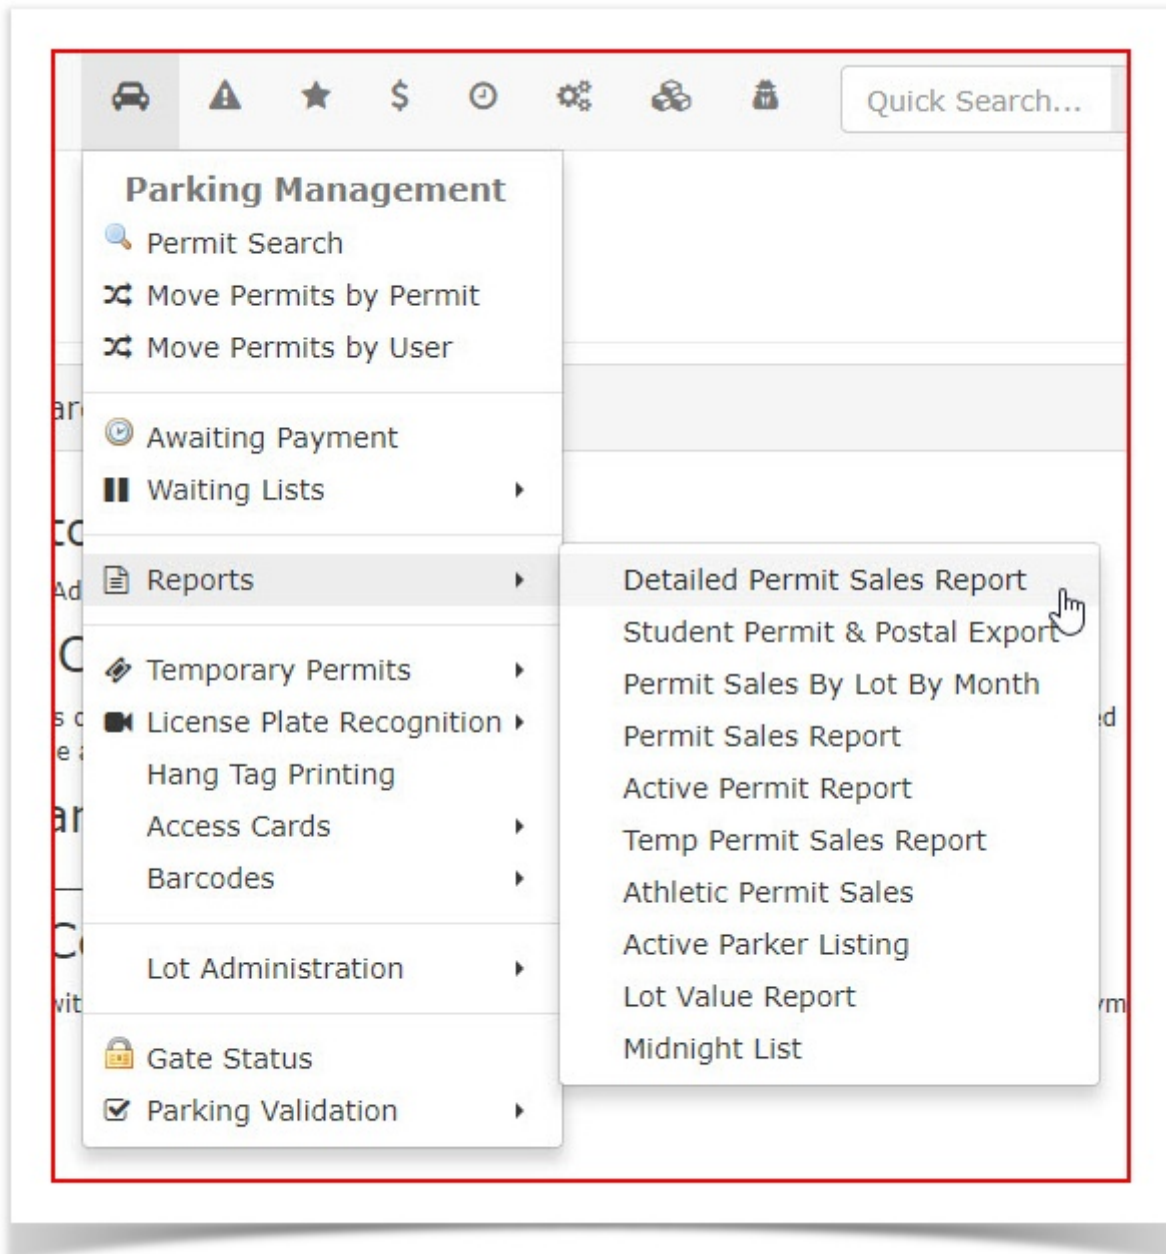 Quick Search...
Parking Management
Permit Search
Move Permits by Permit
Move Permits by User
Awaiting Payment
Waiting Lists
Reports
Temporary Permits
License Plate Recognition
Hang Tag Printing
Access Cards
Barcodes
Lot Administration
Gate Status
Parking Validation
Detailed Permit Sales Report
Student Permit & Postal Export
Permit Sales By Lot By Month
Permit Sales Report
Active Permit Report
Temp Permit Sales Report
Athletic Permit Sales
Active Parker Listing
Lot Value Report
Midnight List